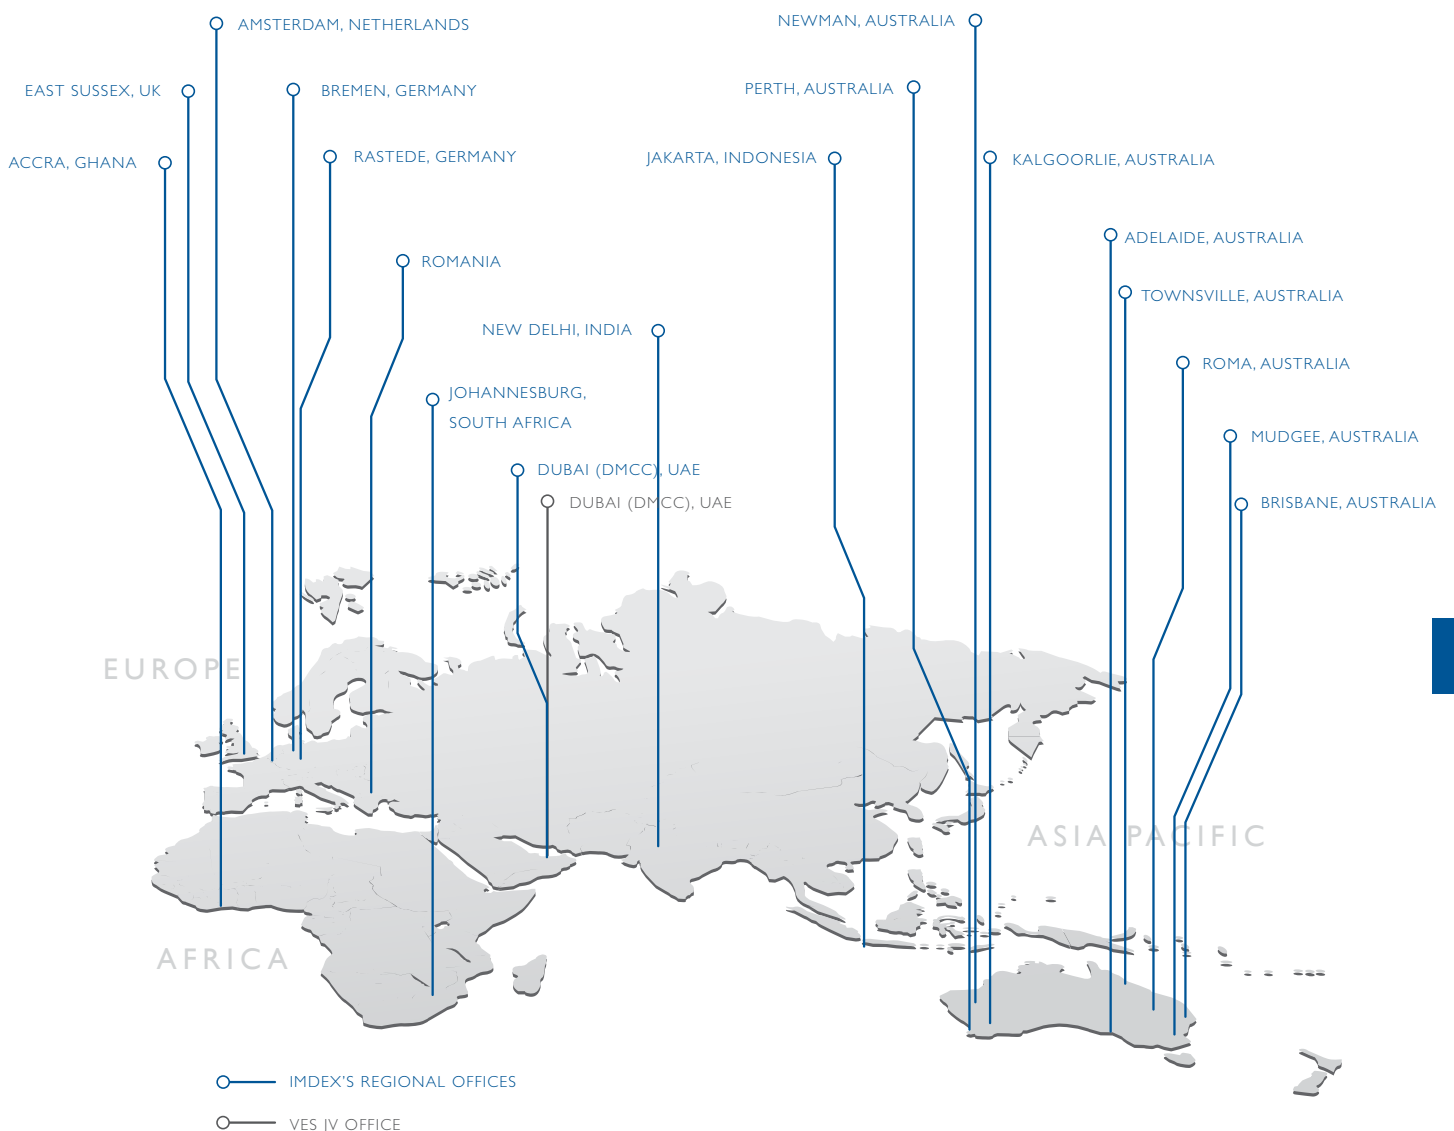 AMSTERDAM, NETHERLANDS
NEWMAN, AUSTRALIA
EAST SUSSEX, UK
BREMEN, GERMANY
PERTH, AUSTRALIA
ACCRA, GHANA
RASTEDE, GERMANY
JAKARTA, INDONESIA
KALGOORLIE, AUSTRALIA
ADELAIDE, AUSTRALIA
ROMANIA
TOWNSVILLE, AUSTRALIA
NEW DELHI, INDIA
ROMA, AUSTRALIA
JOHANNESBURG,
SOUTH AFRICA
MUDGEE, AUSTRALIA
DUBAI (DMCC), UAE
DUBAI (DMCC), UAE
BRISBANE, AUSTRALIA
EUROPE
ASIA PACIFIC
AFRICA
IMDEX'S REGIONAL OFFICES
VES JV OFFICE